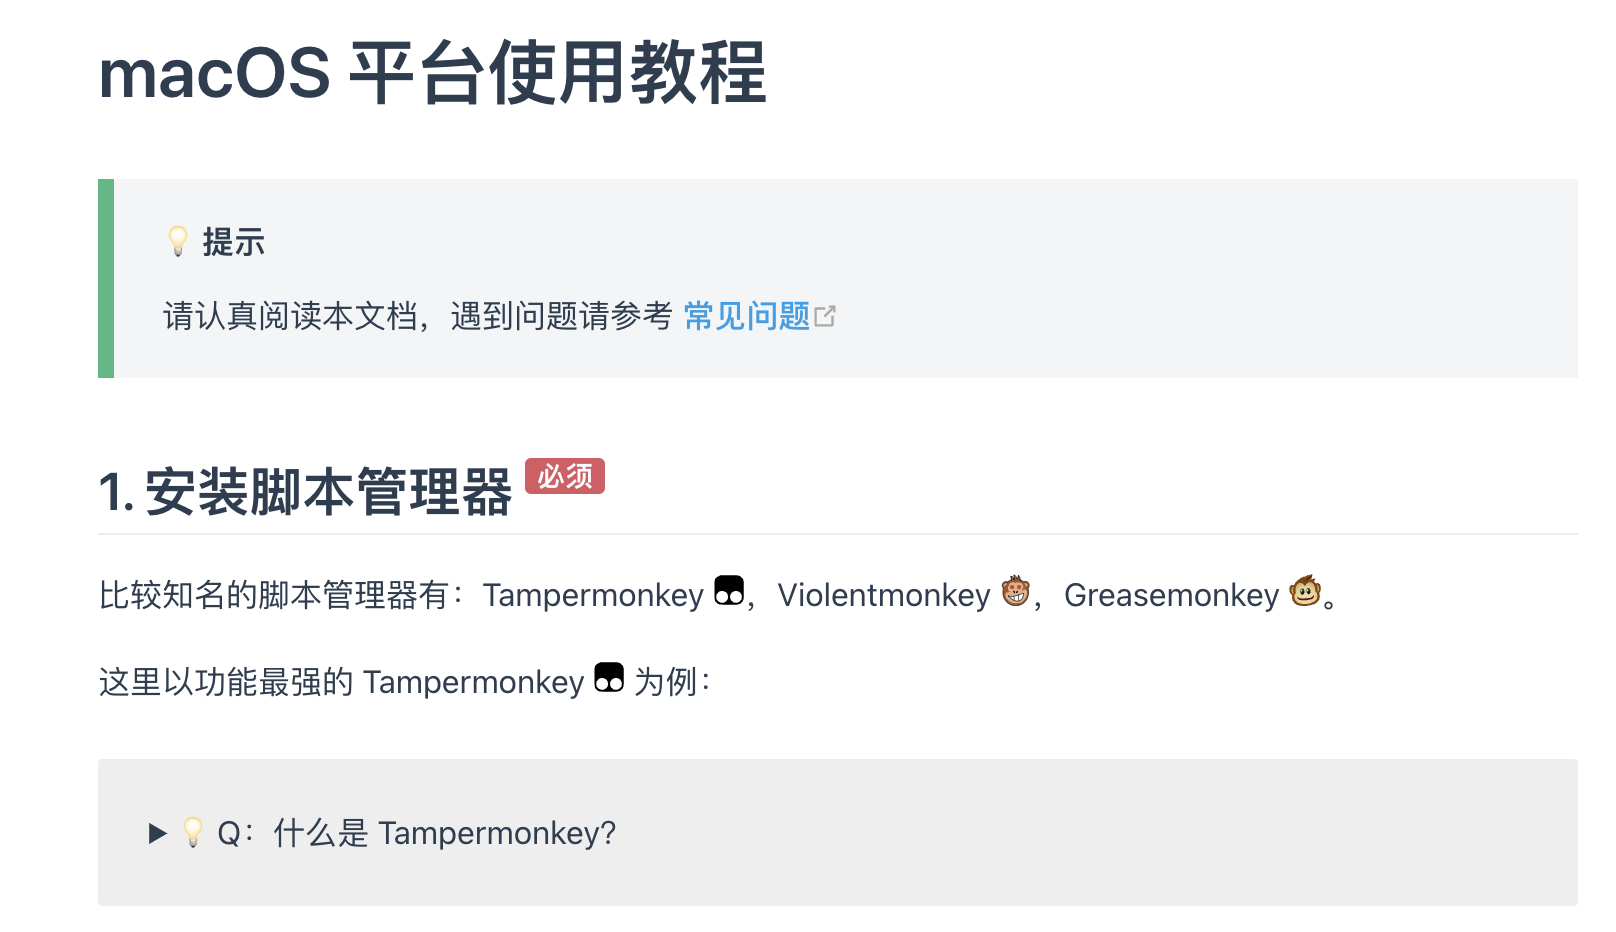 macOS 平台使用教程
💡 提示
请认真阅读本文档，遇到问题请参考 常见问题
1. 安装脚本管理器 必须
比较知名的脚本管理器有：Tampermonkey ，Violentmonkey ，Greasemonkey 。
这里以功能最强的 Tampermonkey 为例：
▶ 💡 Q：什么是 Tampermonkey?